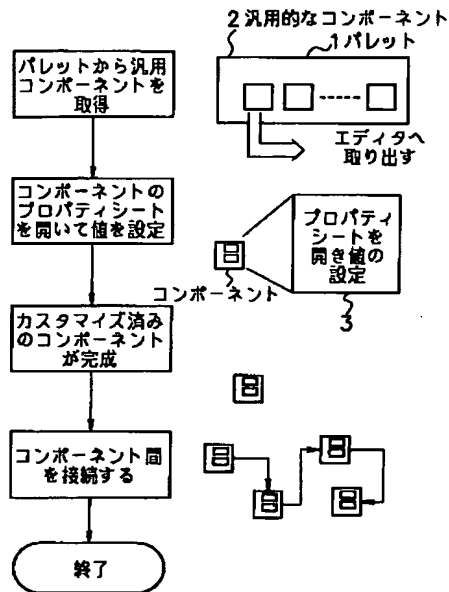 パレットから汎用
コンポーネントを
取得
2 汎用的なコンポーネント
1 パレット
エディタへ
取り出す
コンポーネントの
プロパティシート
を開いて値を設定
プロパティ
シートを
開き値の
設定
コンポーネント
3
カスタマイズ済み
のコンポーネント
が完成
コンポーネント間
を接続する
終了